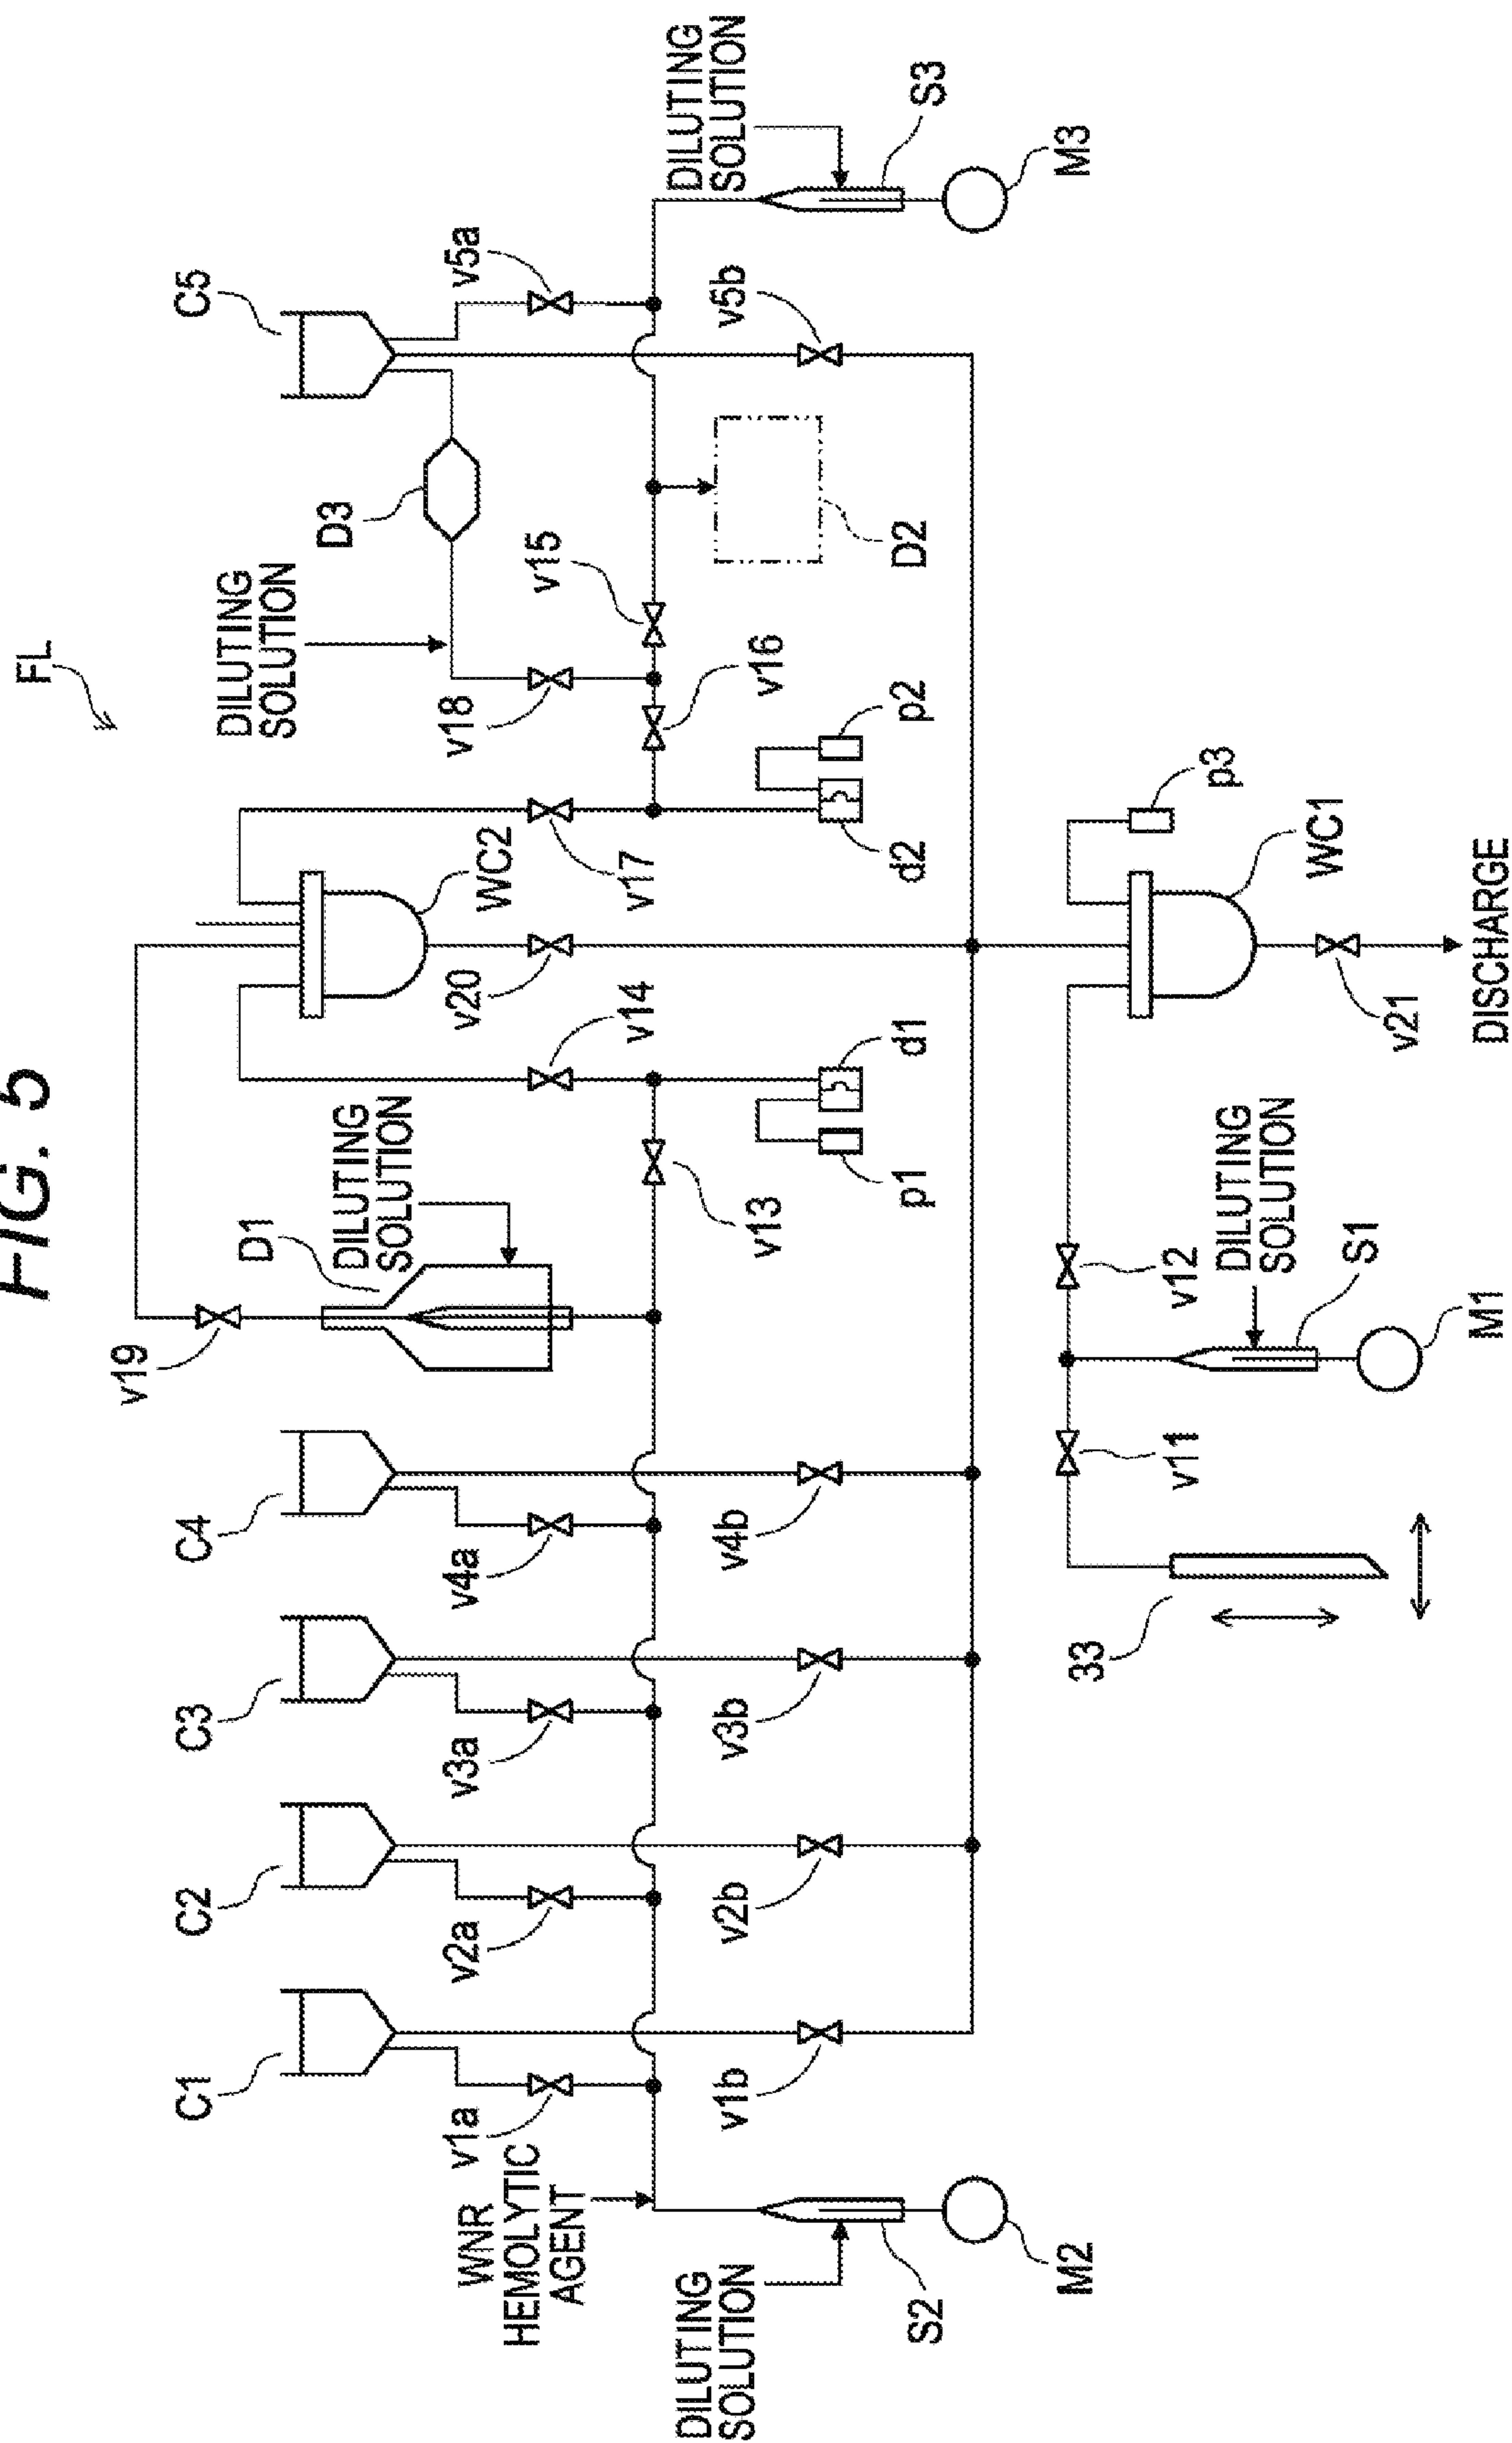 FIG. 5
FL
C1
C2
C3
C4
D1
v19
DILUTING
SOLUTION
WC2
DILUTING
SOLUTION
D3
C5
v1a
v2a
v3a
v4a
v14
v20
v17
v18
v15
v16
v5a
WNR
HEMOLYTIC
AGENT
DILUTING
SOLUTION
S2
M2
v1b
v2b
v3b
v4b
v13
p1
d1
d2
p2
D2
v5b
DILUTING
SOLUTION
S3
M3
33
v11
v12
DILUTING
SOLUTION
S1
M1
p3
WC1
v21
DISCHARGE